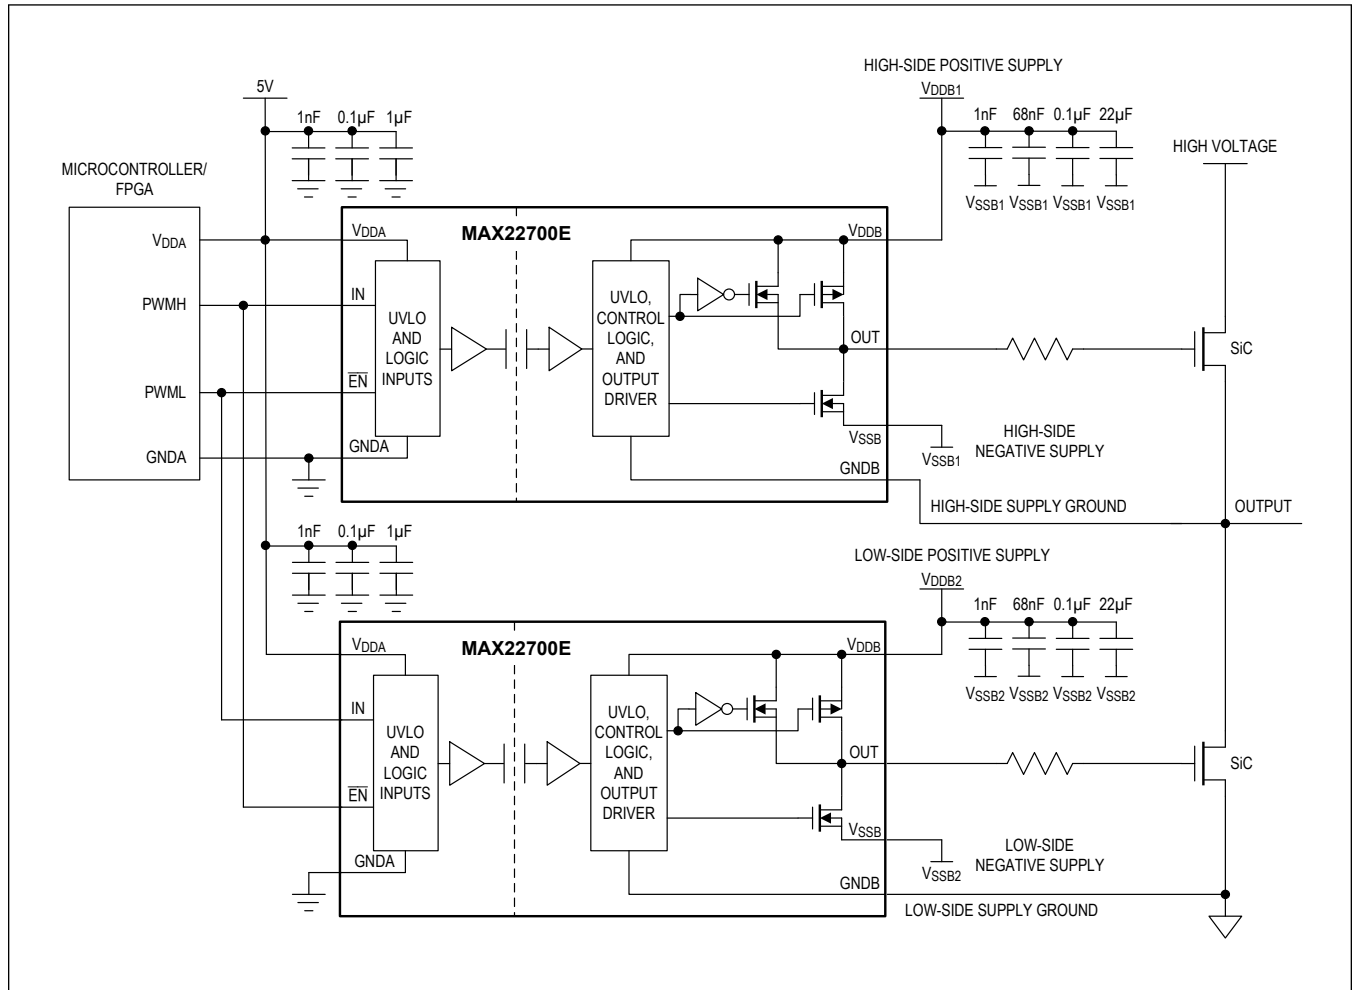 HIGH-SIDE POSITIVE SUPPLY
5V
VDDB1
1nF 0.1µF 1µF
1nF 68nF 0.1µF 22µF
HIGH VOLTAGE
MICROCONTROLLER/
FPGA
VSSB1 VSSB1 VSSB1 VSSB1
VDDA
VDDA
MAX22700E
VDDB
PWMH
IN
UVLO
AND
LOGIC
INPUTS
UVLO,
CONTROL
LOGIC,
AND
OUTPUT
DRIVER
OUT
SiC
PWML
EN
GNDA
GNDA
VSSB
VSSB1
HIGH-SIDE
NEGATIVE SUPPLY
GNDB
HIGH-SIDE SUPPLY GROUND
OUTPUT
1nF 0.1µF 1µF
LOW-SIDE POSITIVE SUPPLY
VDDB2
1nF 68nF 0.1µF 22µF
VSSB2 VSSB2 VSSB2 VSSB2
VDDA
MAX22700E
VDDB
IN
UVLO
AND
LOGIC
INPUTS
UVLO,
CONTROL
LOGIC,
AND
OUTPUT
DRIVER
OUT
SiC
EN
GNDA
VSSB
VSSB2
LOW-SIDE
NEGATIVE SUPPLY
GNDB
LOW-SIDE SUPPLY GROUND